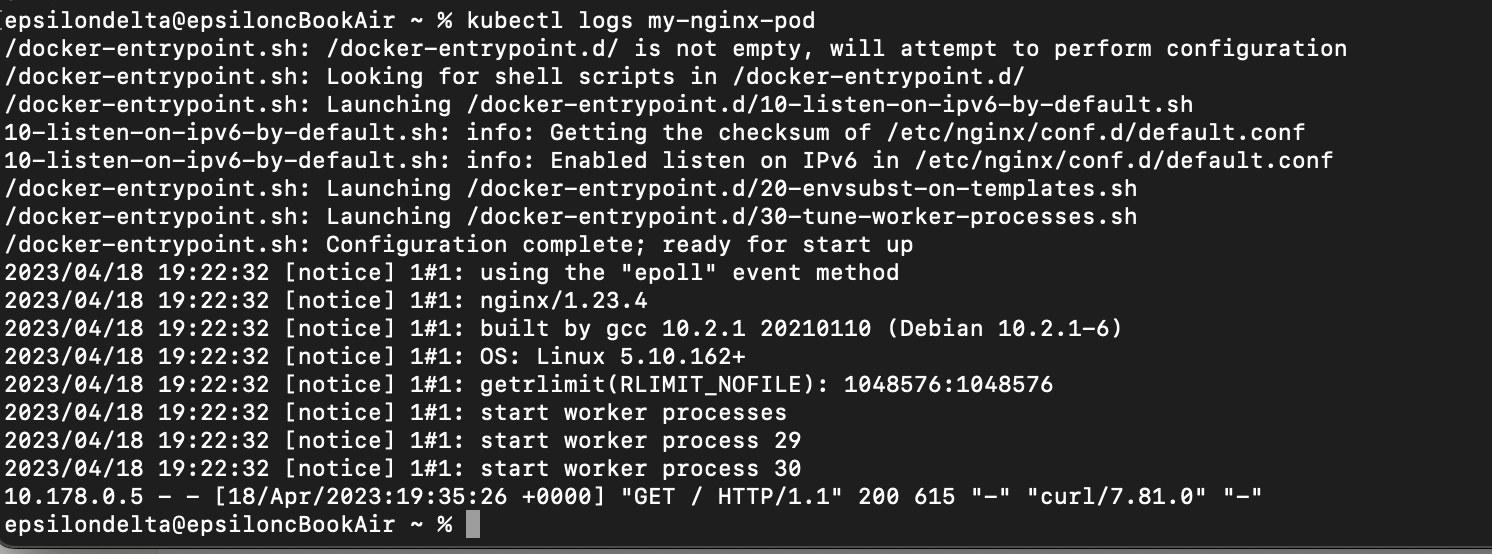 epsilondelta@epsiloncBookAir ~ % kubectl logs my-nginx-pod
/docker-entrypoint.sh: /docker-entrypoint.d/ is not empty, will attempt to perform configuration
/docker-entrypoint.sh: Looking for shell scripts in /docker-entrypoint.d/
/docker-entrypoint.sh: Launching /docker-entrypoint.d/10-listen-on-ipv6-by-default.sh
10-listen-on-ipv6-by-default.sh: info: Getting the checksum of /etc/nginx/conf.d/default.conf
10-listen-on-ipv6-by-default.sh: info: Enabled listen on IPv6 in /etc/nginx/conf.d/default.conf
/docker-entrypoint.sh: Launching /docker-entrypoint.d/20-envsubst-on-templates.sh
/docker-entrypoint.sh: Launching /docker-entrypoint.d/30-tune-worker-processes.sh
/docker-entrypoint.sh: Configuration complete; ready for start up
2023/04/18 19:22:32 [notice] 1#1: using the "epoll" event method
2023/04/18 19:22:32 [notice] 1#1: nginx/1.23.4
2023/04/18 19:22:32 [notice] 1#1: built by gcc 10.2.1 20210110 (Debian 10.2.1-6)
2023/04/18 19:22:32 [notice] 1#1: OS: Linux 5.10.162+
2023/04/18 19:22:32 [notice] 1#1: getrlimit(RLIMIT_NOFILE): 1048576:1048576
2023/04/18 19:22:32 [notice] 1#1: start worker processes
2023/04/18 19:22:32 [notice] 1#1: start worker process 29
2023/04/18 19:22:32 [notice] 1#1: start worker process 30
10.178.0.5 - - [18/Apr/2023:19:35:26 +0000] "GET / HTTP/1.1" 200 615 "-" "curl/7.81.0" "-"
epsilondelta@epsiloncBookAir ~ %